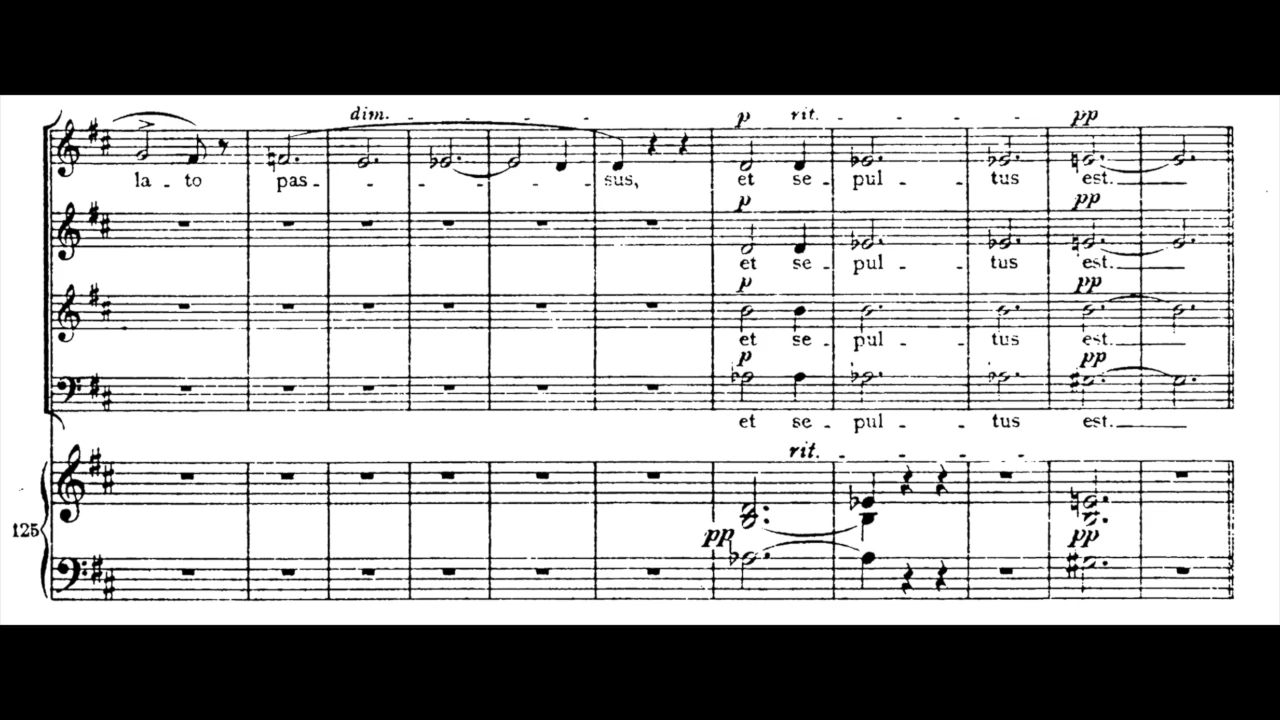 dim. - - - p rit. - - - pp
la - to pas - - - - - - sus, et se - pul - - tus est.
p pp
et se - pul - - tus est.
p pp
et se - pul - - tus est.
p pp
et se - pul - - tus est.
rit. - - - -
125
pp pp